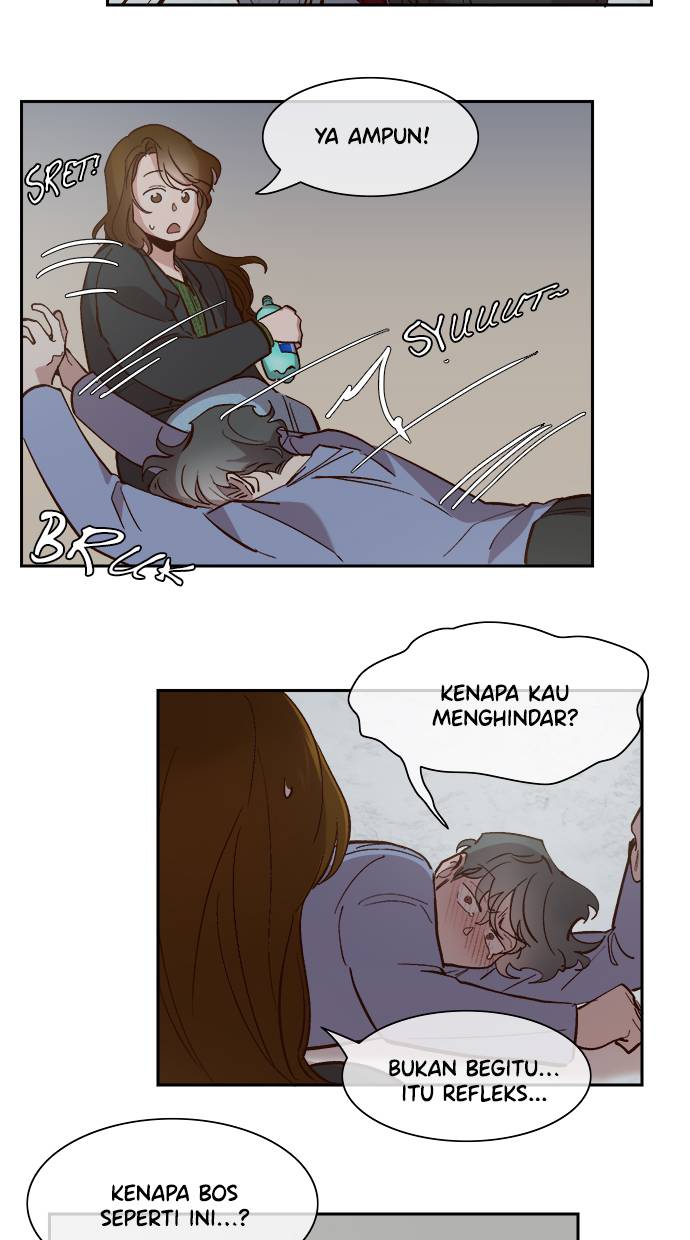 YA AMPUN!
SRET!
SYUUUT~
BRUK
KENAPA KAU
MENGHINDAR?
BUKAN BEGITU...
ITU REFLEKS...
KENAPA BOS
SEPERTI INI...?